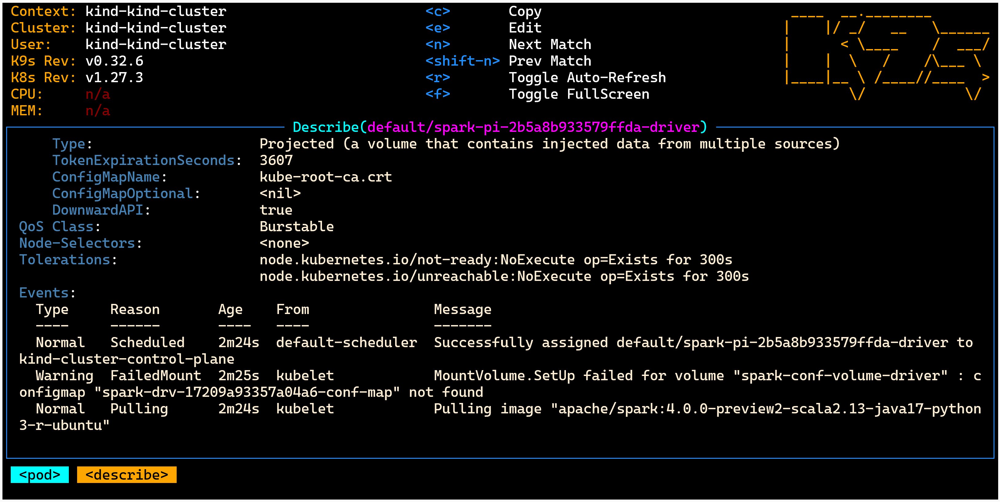 Context: kind-kind-cluster <c> Copy
Cluster: kind-kind-cluster <e> Edit
User: kind-kind-cluster <n> Next Match
K9s Rev: v0.32.6 <shift-n> Prev Match
K8s Rev: v1.27.3 <r> Toggle Auto-Refresh
CPU: n/a <f> Toggle FullScreen
MEM: n/a
Describe(default/spark-pi-2b5a8b933579ffda-driver)
Type: Projected (a volume that contains injected data from multiple sources)
TokenExpirationSeconds: 3607
ConfigMapName: kube-root-ca.crt
ConfigMapOptional: <nil>
DownwardAPI: true
QoS Class: Burstable
Node-Selectors: <none>
Tolerations: node.kubernetes.io/not-ready:NoExecute op=Exists for 300s
node.kubernetes.io/unreachable:NoExecute op=Exists for 300s
Events:
Type Reason Age From Message
---- ------ ---- ---- -------
Normal Scheduled 2m24s default-scheduler Successfully assigned default/spark-pi-2b5a8b933579ffda-driver to
kind-cluster-control-plane
Warning FailedMount 2m25s kubelet MountVolume.SetUp failed for volume "spark-conf-volume-driver" : c
onfigmap "spark-drv-17209a93357a04a6-conf-map" not found
Normal Pulling 2m24s kubelet Pulling image "apache/spark:4.0.0-preview2-scala2.13-java17-python
3-r-ubuntu"
<pod> <describe>